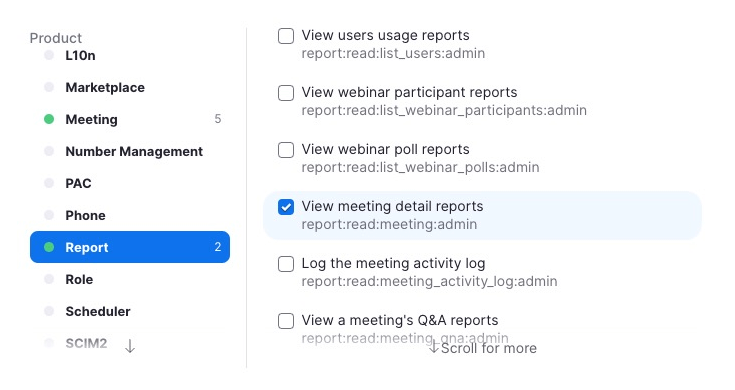 Product
L10n
Marketplace
Meeting 5
Number Management
PAC
Phone
Report 2
Role
Scheduler
SCIM2
View users usage reports
report:read:list_users:admin
View webinar participant reports
report:read:list_webinar_participants:admin
View webinar poll reports
report:read:list_webinar_polls:admin
View meeting detail reports
report:read:meeting:admin
Log the meeting activity log
report:read:meeting_activity_log:admin
View a meeting's Q&A reports
report:read:meeting_qna:admin
Scroll for more